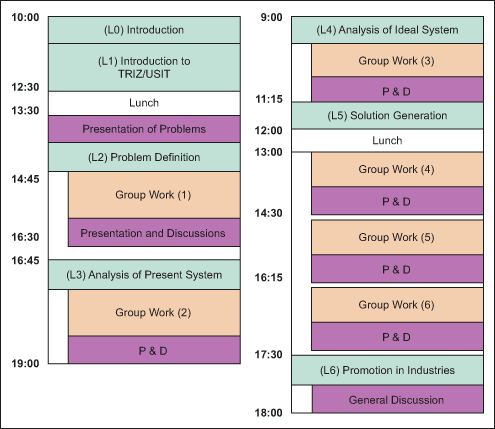 10:00
(L0) Introduction
(L1) Introduction to
TRIZ/USIT
12:30
Lunch
13:30
Presentation of Problems
(L2) Problem Definition
14:45
Group Work (1)
Presentation and Discussions
16:30
16:45
(L3) Analysis of Present System
Group Work (2)
P & D
19:00
9:00
(L4) Analysis of Ideal System
Group Work (3)
P & D
11:15
(L5) Solution Generation
12:00
Lunch
13:00
Group Work (4)
P & D
14:30
Group Work (5)
P & D
16:15
Group Work (6)
P & D
17:30
(L6) Promotion in Industries
General Discussion
18:00